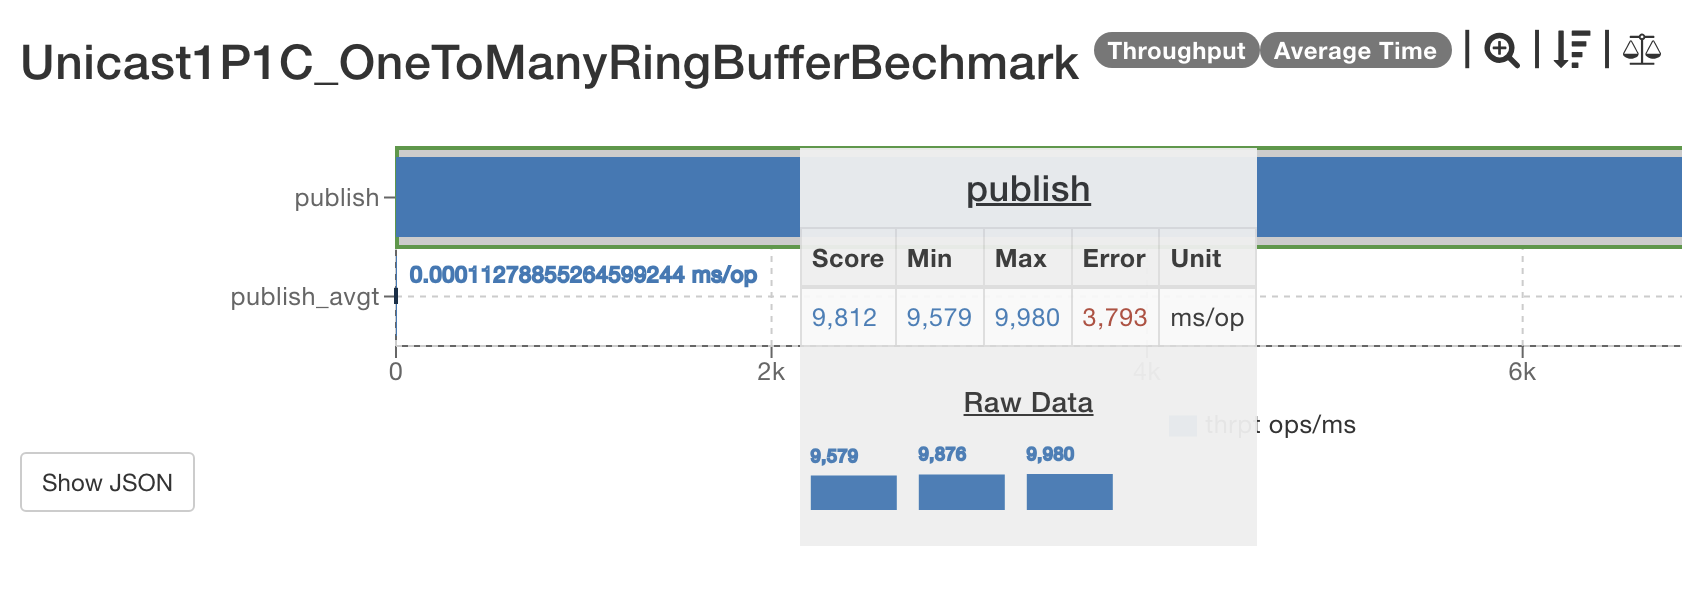 Unicast1P1C_OneToManyRingBufferBechmark Throughput Average Time
publish
publish
Score Min Max Error Unit
0.00011278855264599244 ms/op
publish_avgt
9,812 9,579 9,980 3,793 ms/op
0 2k 4k 6k
Raw Data
thrpt ops/ms
9,579 9,876 9,980
Show JSON